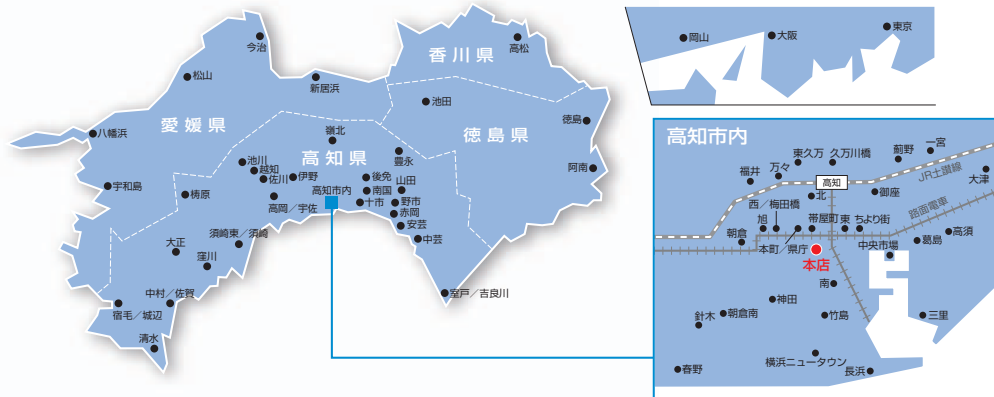 今治
香川県
高松
松山
新居浜
池田
徳島
愛媛県
徳島県
八幡浜
嶺北
高知県
豊永
阿南
池川
越知
佐川
伊野
後免
山田
宇和島
梼原
高知市内
南国
野市
高岡／宇佐
十市
赤岡
安芸
中芸
須崎東／須崎
大正
窪川
室戸／吉良川
中村／佐賀
宿毛／城辺
清水
岡山
大阪
東京
高知市内
一宮
東久万
久万川橋
薊野
JR土讃線
福井
万々
高知
大津
北
御座
西／梅田橋
路面電車
旭
帯屋町
東
ちより街
朝倉
本町／県庁
高須
葛島
中央市場
本店
南
神田
針木
朝倉南
竹島
三里
横浜ニュータウン
春野
長浜